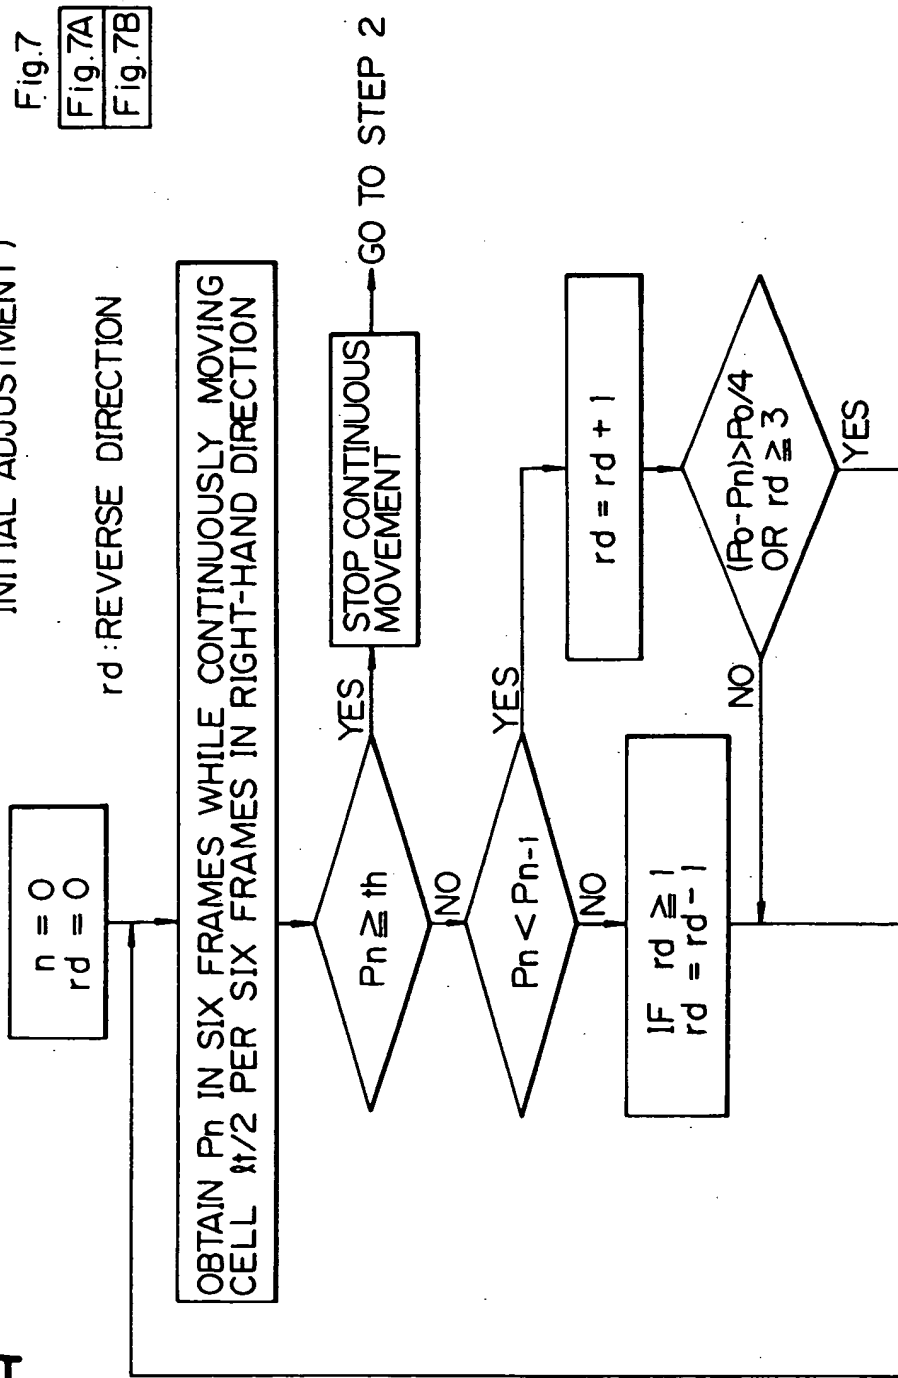 Fig.7
Fig.7A
Fig.7B
INITIAL ADJUSTMENT)
rd:REVERSE DIRECTION
n = 0
rd = 0
OBTAIN Pn IN SIX FRAMES WHILE CONTINUOUSLY MOVING
CELL ℓt/2 PER SIX FRAMES IN RIGHT-HAND DIRECTION
Pn ≧ th
YES
STOP CONTINUOUS
MOVEMENT
GO TO STEP 2
NO
Pn < Pn-1
YES
rd = rd + 1
NO
IF rd ≧ 1
rd = rd - 1
(Po-Pn)>Po/4
OR rd ≧ 3
NO
YES